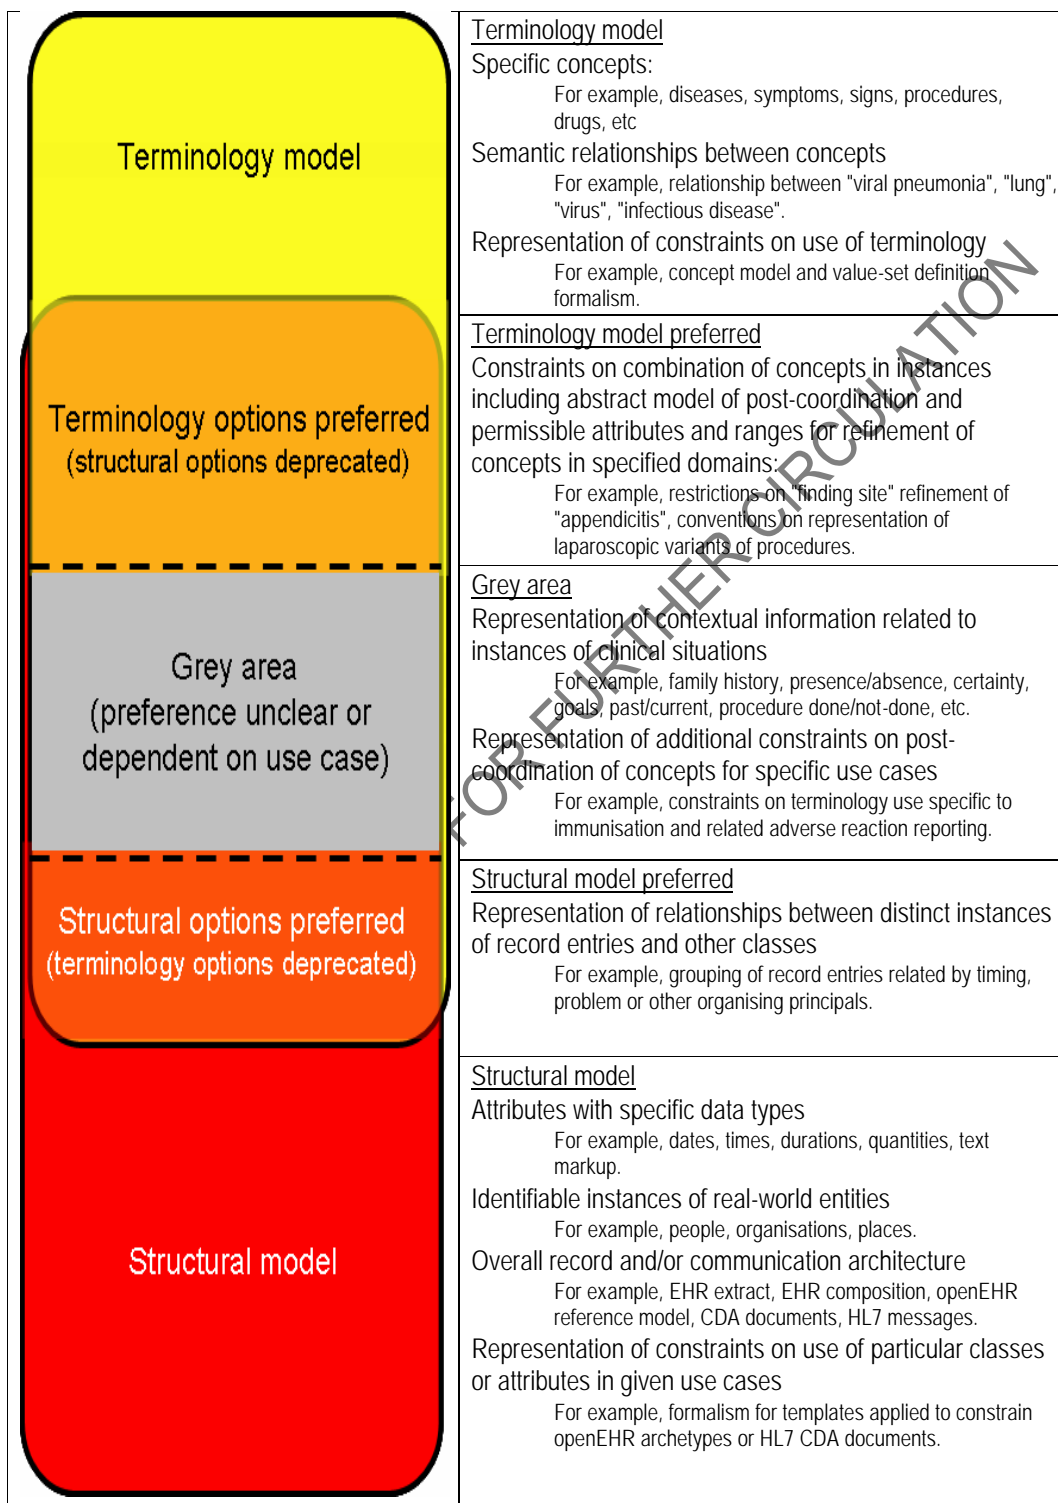 Terminology model
Terminology options preferred
(structural options deprecated)
Grey area
(preference unclear or
dependent on use case)
Structural options preferred
(terminology options deprecated)
Structural model
Terminology model
Specific concepts:
For example, diseases, symptoms, signs, procedures,
drugs, etc
Semantic relationships between concepts
For example, relationship between "viral pneumonia", "lung",
"virus", "infectious disease".
Representation of constraints on use of terminology
For example, concept model and value-set definition
formalism.
Terminology model preferred
Constraints on combination of concepts in instances
including abstract model of post-coordination and
permissible attributes and ranges for refinement of
concepts in specified domains:
For example, restrictions on "finding site" refinement of
"appendicitis", conventions on representation of
laparoscopic variants of procedures.
Grey area
Representation of contextual information related to
instances of clinical situations
For example, family history, presence/absence, certainty,
goals, past/current, procedure done/not-done, etc.
Representation of additional constraints on post-
coordination of concepts for specific use cases
For example, constraints on terminology use specific to
immunisation and related adverse reaction reporting.
Structural model preferred
Representation of relationships between distinct instances
of record entries and other classes
For example, grouping of record entries related by timing,
problem or other organising principals.
Structural model
Attributes with specific data types
For example, dates, times, durations, quantities, text
markup.
Identifiable instances of real-world entities
For example, people, organisations, places.
Overall record and/or communication architecture
For example, EHR extract, EHR composition, openEHR
reference model, CDA documents, HL7 messages.
Representation of constraints on use of particular classes
or attributes in given use cases
For example, formalism for templates applied to constrain
openEHR archetypes or HL7 CDA documents.
FOR FURTHER CIRCULATION